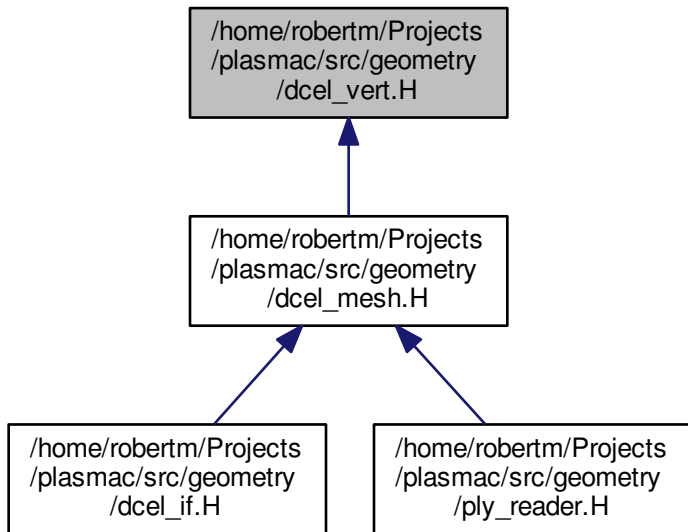 /home/robertm/Projects
/plasmac/src/geometry
/dcel_vert.H
/home/robertm/Projects
/plasmac/src/geometry
/dcel_mesh.H
/home/robertm/Projects
/plasmac/src/geometry
/dcel_if.H
/home/robertm/Projects
/plasmac/src/geometry
/ply_reader.H